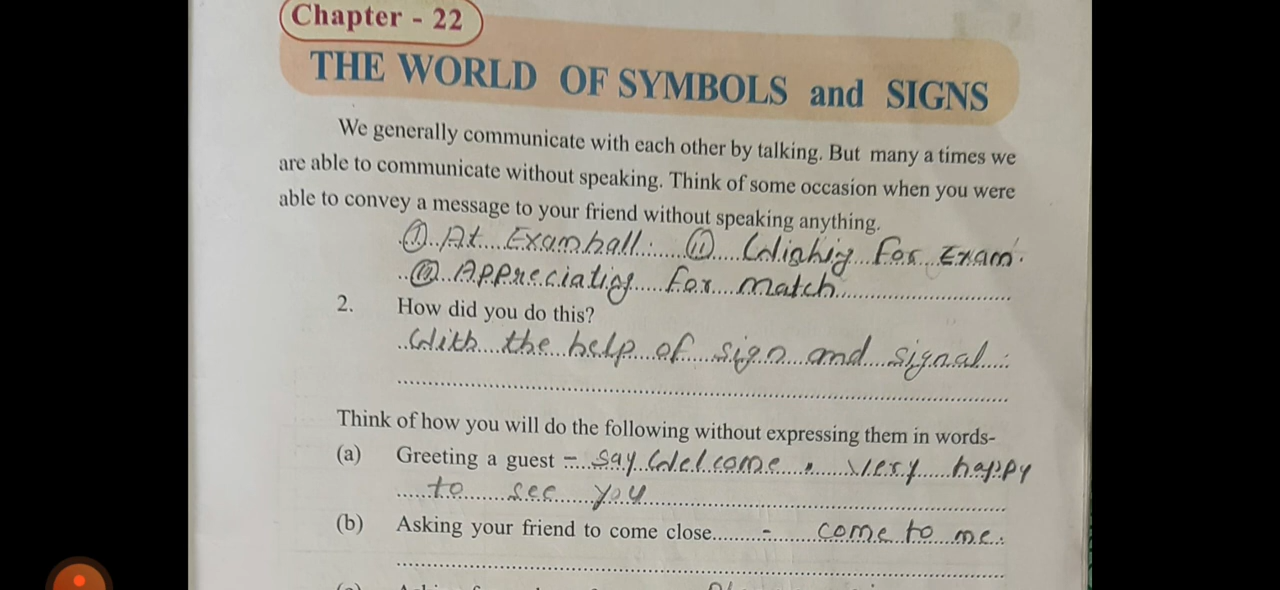 Chapter - 22
THE WORLD OF SYMBOLS and SIGNS
We generally communicate with each other by talking. But many a times we
are able to communicate without speaking. Think of some occasion when you were
able to convey a message to your friend without speaking anything.
(i) At Examhall. (ii) Wishig For Exam.
(iii) Appreciatig For match
2. How did you do this?
With the help of sign and signal.
Think of how you will do the following without expressing them in words-
(a) Greeting a guest - say Welcome, very happy
to see you
(b) Asking your friend to come close - come to me.